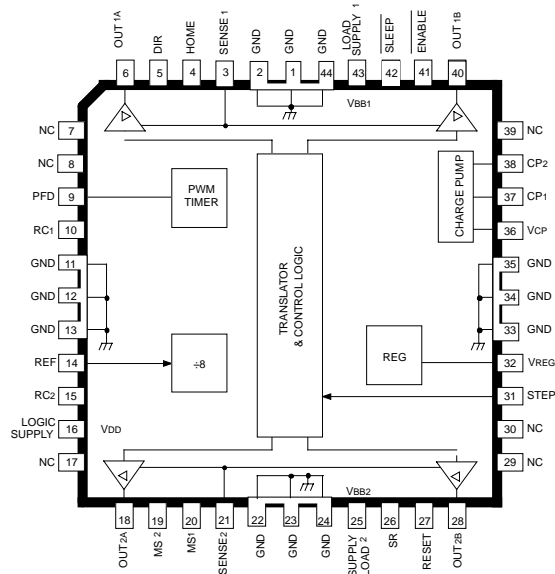 OUT1A
DIR
HOME
SENSE 1
GND
GND
GND
LOAD
SUPPLY 1
SLEEP
ENABLE
OUT1B
6
5
4
3
2
1
44
43
42
41
40
VBB1
NC 7
NC 8
PFD 9
RC1 10
GND 11
GND 12
GND 13
REF 14
RC2 15
LOGIC
SUPPLY 16
NC 17
PWM
TIMER
÷8
VDD
TRANSLATOR
& CONTROL LOGIC
CHARGE PUMP
REG
39 NC
38 CP2
37 CP1
36 VCP
35 GND
34 GND
33 GND
32 VREG
31 STEP
30 NC
29 NC
VBB2
18
19
20
21
22
23
24
25
26
27
28
OUT2A
MS 2
MS1
SENSE2
GND
GND
GND
SUPPLY
LOAD 2
SR
RESET
OUT2B